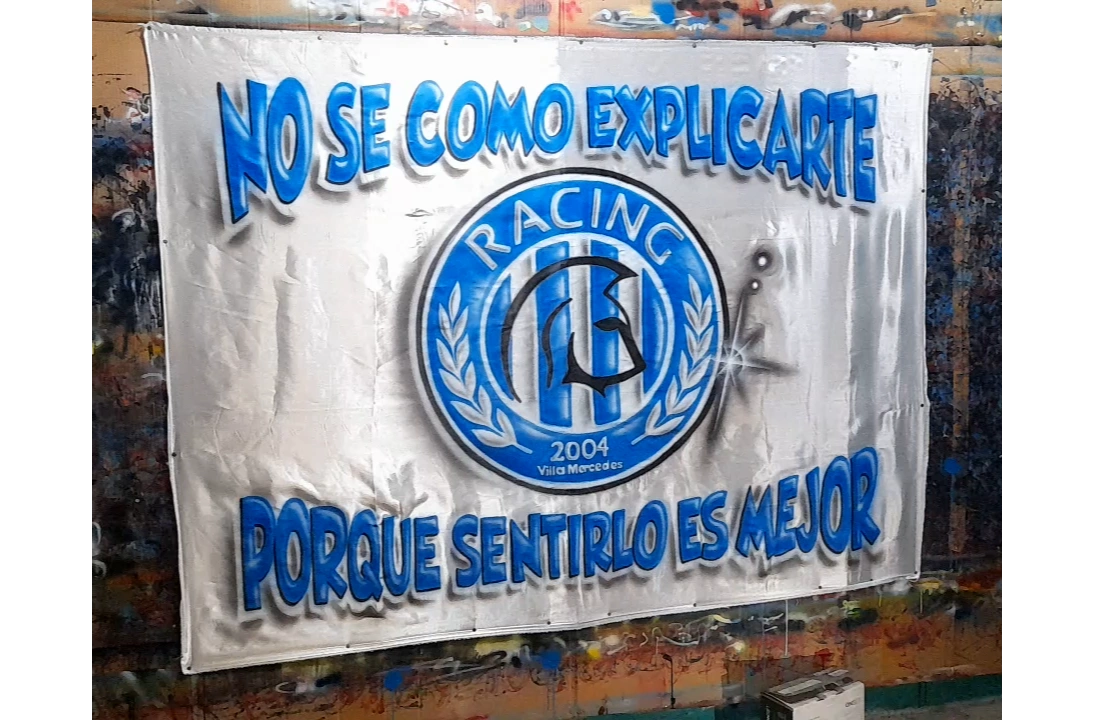 NO SE COMO EXPLICARTE
RACING
2004
Villa Mercedes
PORQUE SENTIRLO ES MEJOR